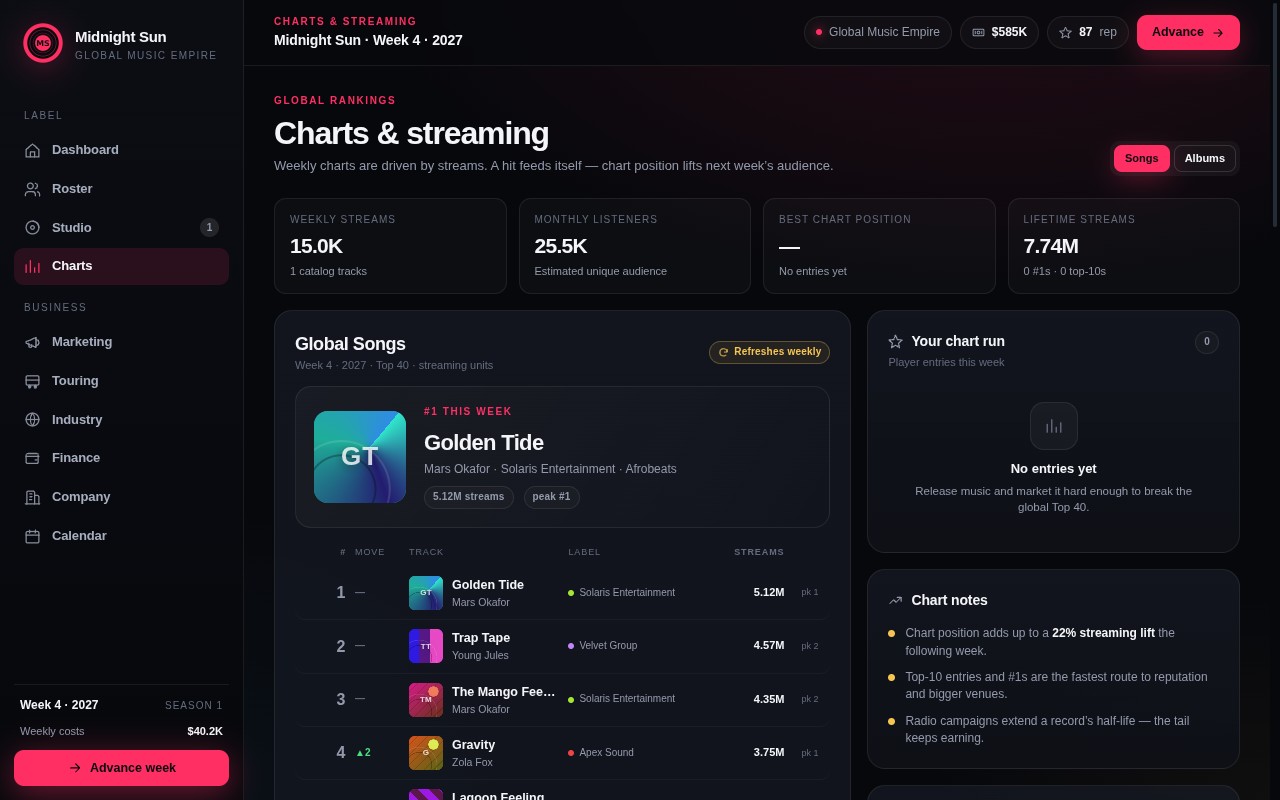 MS
Midnight Sun
GLOBAL MUSIC EMPIRE
LABEL
Dashboard
Roster
Studio 1
Charts
BUSINESS
Marketing
Touring
Industry
Finance
Company
Calendar
Week 4 · 2027 SEASON 1
Weekly costs $40.2K
Advance week
CHARTS & STREAMING
Midnight Sun · Week 4 · 2027
Global Music Empire
$585K
87 rep
Advance
GLOBAL RANKINGS
Charts & streaming
Weekly charts are driven by streams. A hit feeds itself — chart position lifts next week’s audience.
Songs Albums
WEEKLY STREAMS
15.0K
1 catalog tracks
MONTHLY LISTENERS
25.5K
Estimated unique audience
BEST CHART POSITION
—
No entries yet
LIFETIME STREAMS
7.74M
0 #1s · 0 top-10s
Global Songs
Week 4 · 2027 · Top 40 · streaming units
Refreshes weekly
GT
#1 THIS WEEK
Golden Tide
Mars Okafor · Solaris Entertainment · Afrobeats
5.12M streams peak #1
# MOVE TRACK LABEL STREAMS
1 — GT Golden Tide Solaris Entertainment 5.12M pk 1
Mars Okafor
2 — TT Trap Tape Velvet Group 4.57M pk 2
Young Jules
3 — TM The Mango Fee… Solaris Entertainment 4.35M pk 2
Mars Okafor
4 ▲2 G Gravity Apex Sound 3.75M pk 1
Zola Fox
Lagoon Feeling
Your chart run 0
Player entries this week
No entries yet
Release music and market it hard enough to break the
global Top 40.
Chart notes
Chart position adds up to a 22% streaming lift the
following week.
Top-10 entries and #1s are the fastest route to reputation
and bigger venues.
Radio campaigns extend a record’s half-life — the tail
keeps earning.